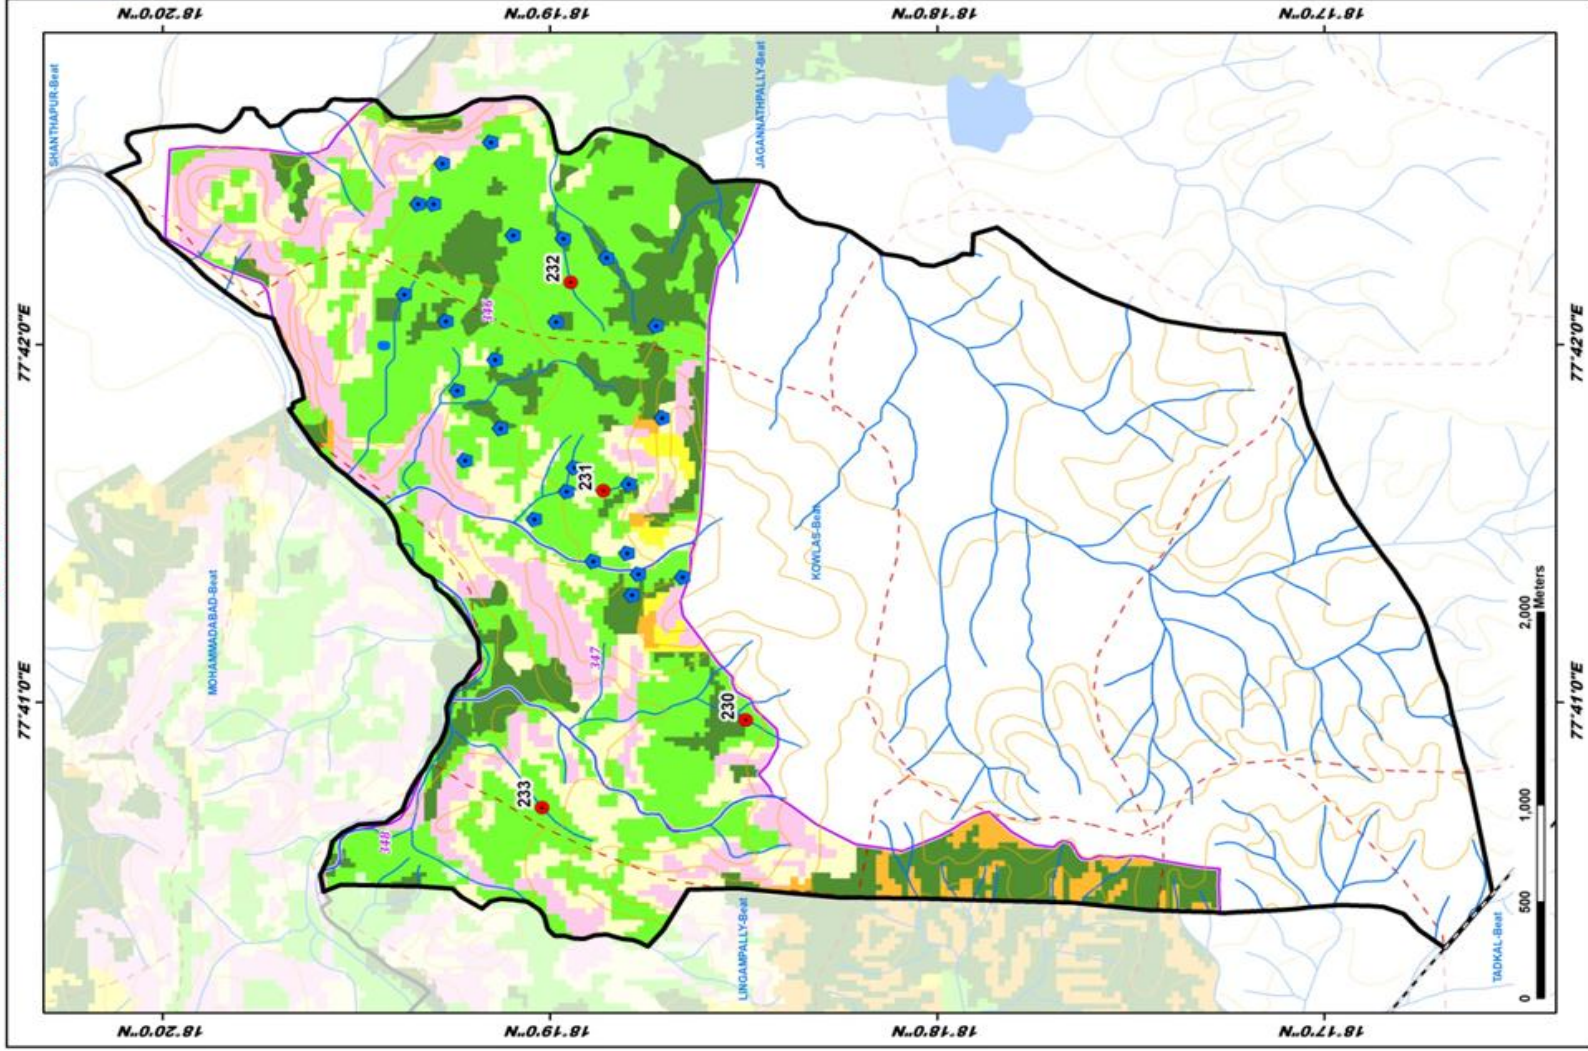 18°20'0"N
18°19'0"N
18°18'0"N
18°17'0"N
SHANTHAPUR-Beat
JAGANNATHPALLY-Beat
232
346
77°42'0"E
77°42'0"E
231
KOWLAS-Beat
MOHAMMADABAD-Beat
347
77°41'0"E
77°41'0"E
230
233
348
LINGAMPALLY-Beat
TADKAL-Beat
0 500 1,000 2,000
Meters
18°20'0"N
18°19'0"N
18°18'0"N
18°17'0"N